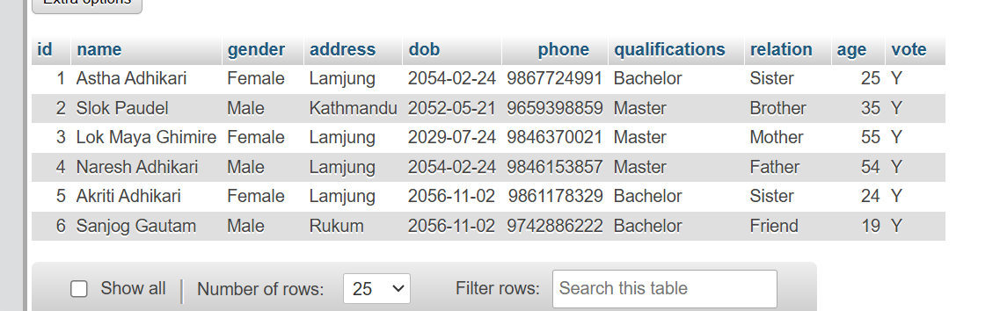 Extra options
id name gender address dob phone qualifications relation age vote
1 Astha Adhikari Female Lamjung 2054-02-24 9867724991 Bachelor Sister 25 Y
2 Slok Paudel Male Kathmandu 2052-05-21 9659398859 Master Brother 35 Y
3 Lok Maya Ghimire Female Lamjung 2029-07-24 9846370021 Master Mother 55 Y
4 Naresh Adhikari Male Lamjung 2054-02-24 9846153857 Master Father 54 Y
5 Akriti Adhikari Female Lamjung 2056-11-02 9861178329 Bachelor Sister 24 Y
6 Sanjog Gautam Male Rukum 2056-11-02 9742886222 Bachelor Friend 19 Y
Show all Number of rows: 25 Filter rows: Search this table